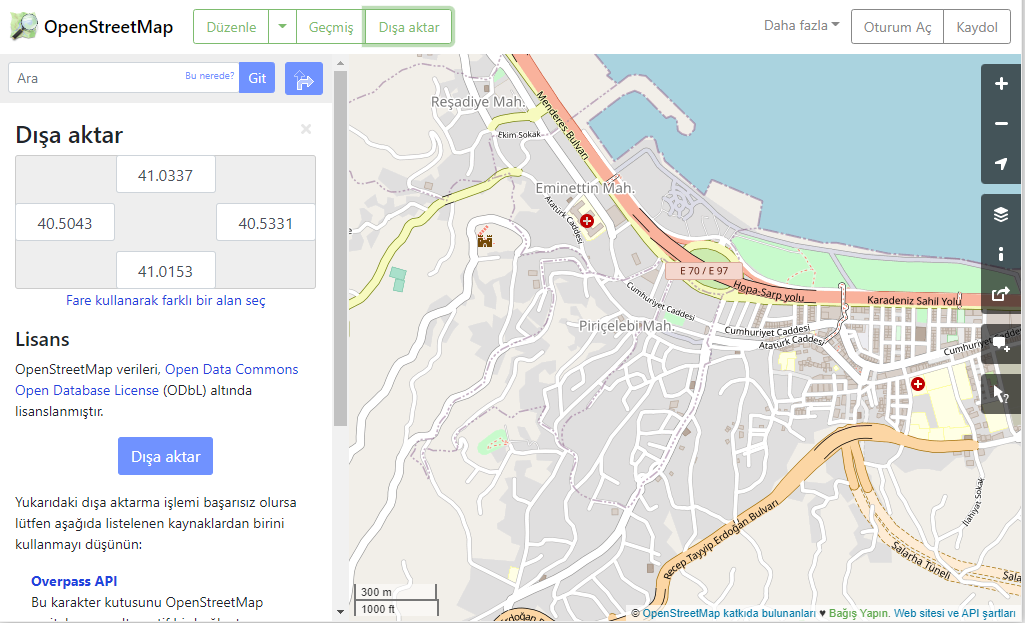 OpenStreetMap
Düzenle
Geçmiş
Dışa aktar
Daha fazla
Oturum Aç
Kaydol
Ara
Bu nerede?
Git
Dışa aktar
41.0337
40.5043
40.5331
41.0153
Fare kullanarak farklı bir alan seç
Lisans
OpenStreetMap verileri, Open Data Commons
Open Database License (ODbL) altında
lisanslanmıştır.
Dışa aktar
Yukarıdaki dışa aktarma işlemi başarısız olursa
lütfen aşağıda listelenen kaynaklardan birini
kullanmayı düşünün:
Overpass API
Bu karakter kutusunu OpenStreetMap
Reşadiye Mah.
Menderes Bulvarı
Ekim Sokak
Eminettin Mah.
Atatürk Caddesi
E 70 / E 97
Hopa-Sarp yolu
Karadeniz Sahil Yolu
Cumhuriyet Caddesi
Piriçelebi Mah.
Cumhuriyet Caddesi
Atatürk Caddesi
Cumhuriyet
Recep Tayyip Erdoğan Bulvarı
İlahiyat Sokak
Salarha Tüneli
Sala
300 m
1000 ft
© OpenStreetMap katkıda bulunanları ♥ Bağış Yapın. Web sitesi ve API şartları